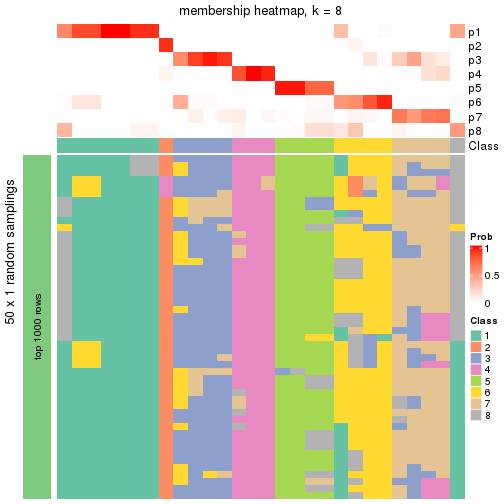 membership heatmap, k = 8
p1
p2
p3
p4
p5
p6
p7
p8
Class
50 x 1 random samplings
top 1000 rows
Prob
1
0.5
0
Class
1
2
3
4
5
6
7
8